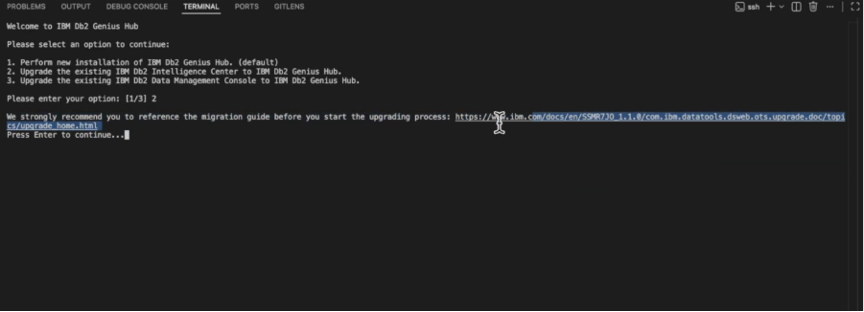 PROBLEMS OUTPUT DEBUG CONSOLE TERMINAL PORTS GITLENS ssh
Welcome to IBM Db2 Genius Hub
Please select an option to continue:
1. Perform new installation of IBM Db2 Genius Hub. (default)
2. Upgrade the existing IBM Db2 Intelligence Center to IBM Db2 Genius Hub.
3. Upgrade the existing IBM Db2 Data Management Console to IBM Db2 Genius Hub.
Please enter your option: [1/3] 2
We strongly recommend you to reference the migration guide before you start the upgrading process: https://www.ibm.com/docs/en/SSMR7JO_1.1.0/com.ibm.datatools.dsweb.ots.upgrade.doc/topi
cs/upgrade_home.html
Press Enter to continue...